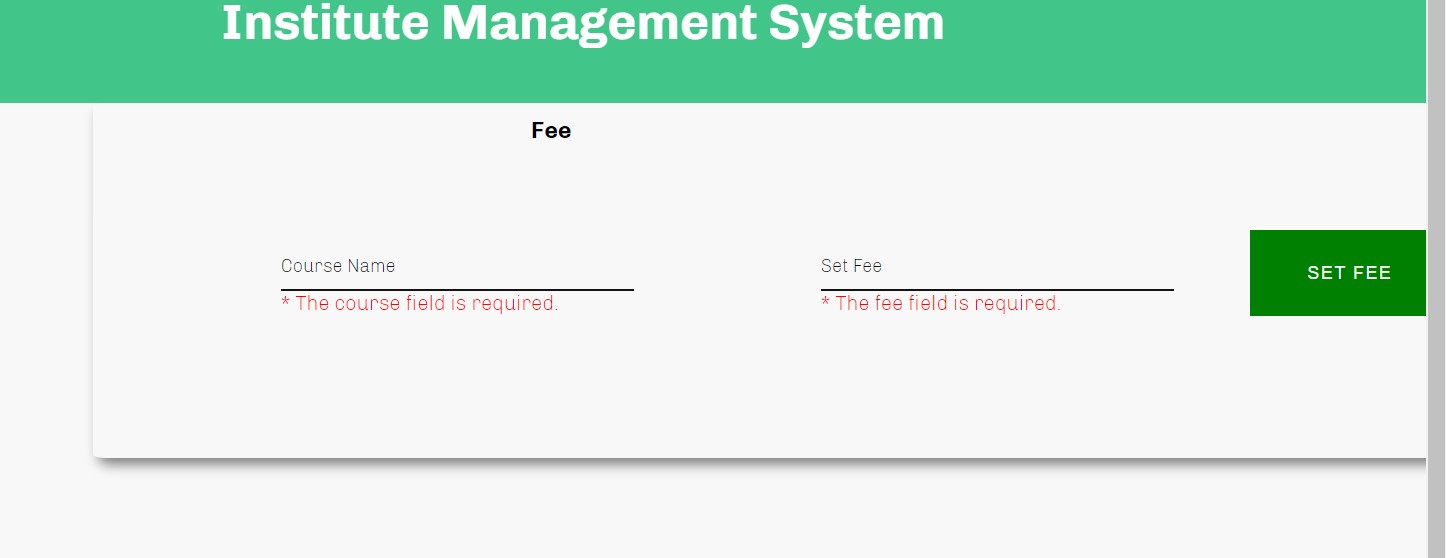 Institute Management System
Fee
Course Name
Set Fee
SET FEE
* The course field is required.
* The fee field is required.